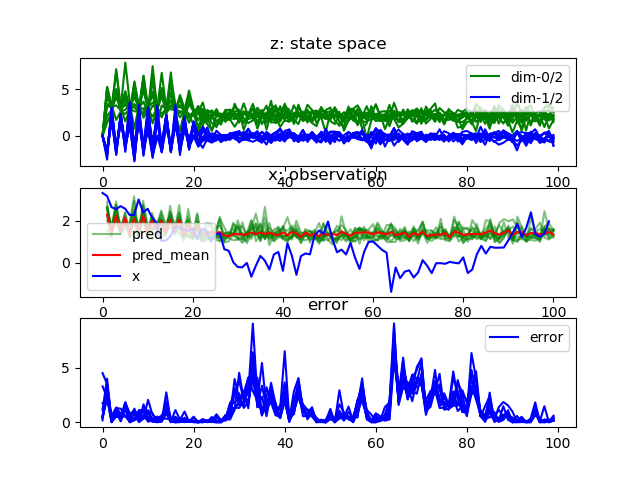 z: state space
5
0
dim-0/2
dim-1/2
0 20 40 60 80 100
x: observation
2
0
pred
pred_mean
x
0 20 40 60 80 100
error
5
0
error
0 20 40 60 80 100